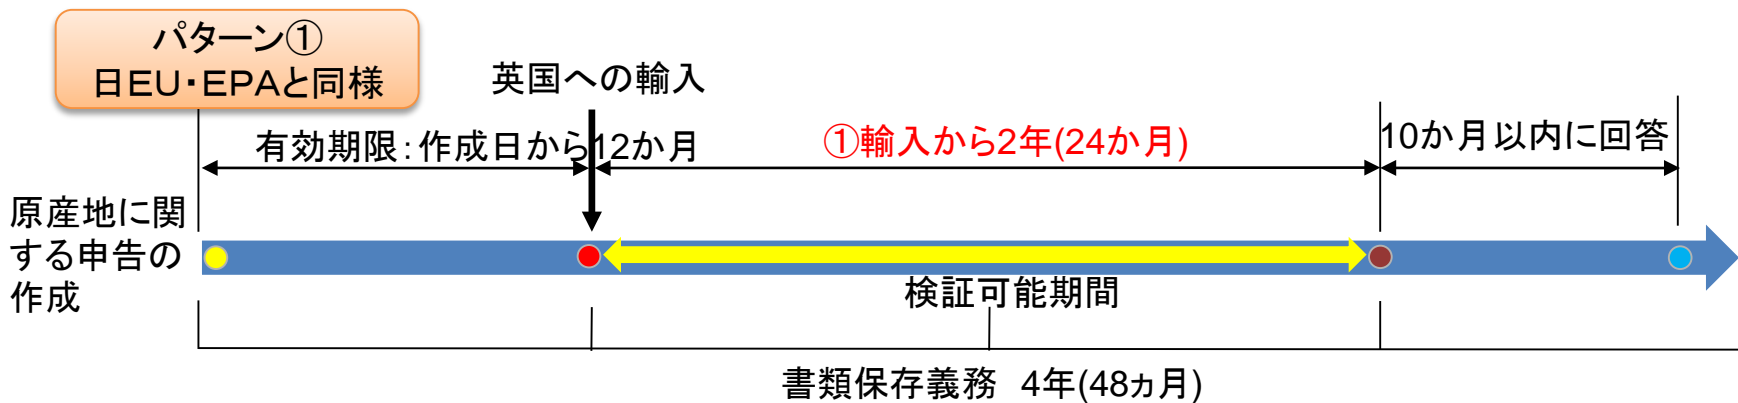 パターン①
日EU・EPAと同様
英国への輸入
有効期限：作成日から12か月
①輸入から2年(24か月)
10か月以内に回答
原産地に関
する申告の
作成
検証可能期間
書類保存義務　4年(48ヵ月)